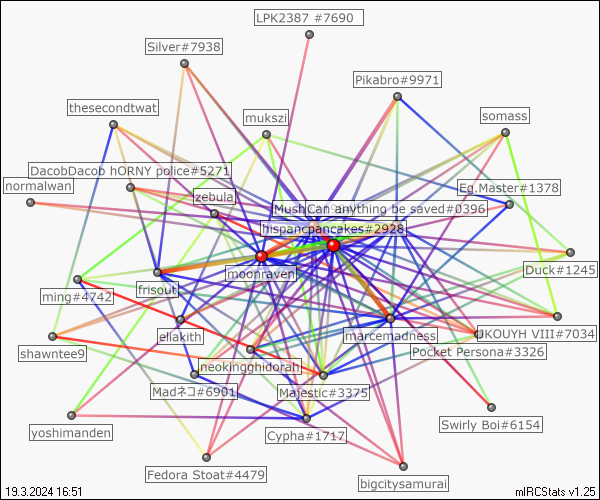 LPK2387 #7690
Silver#7938
Pikabro#9971
thesecondtwat
mukszi
somass
DacobDacob hORNY police#5271
normalwan
zebula
Eg.Master#1378
MushCan anything be saved#0396
hispancpancakes#2928
moonraven
Duck#1245
frisout
ming#4742
jellakith
marcemadness
JKOUYH VIII#7034
shawntee9
Pocket Persona#3326
neokingghidorah
Madネコ#6901
Majestic#3375
yoshimanden
Cypha#1717
Swirly Boi#6154
Fedora Stoat#4479
bigcitysamurai
19.3.2024 16:51
mIRCStats v1.25